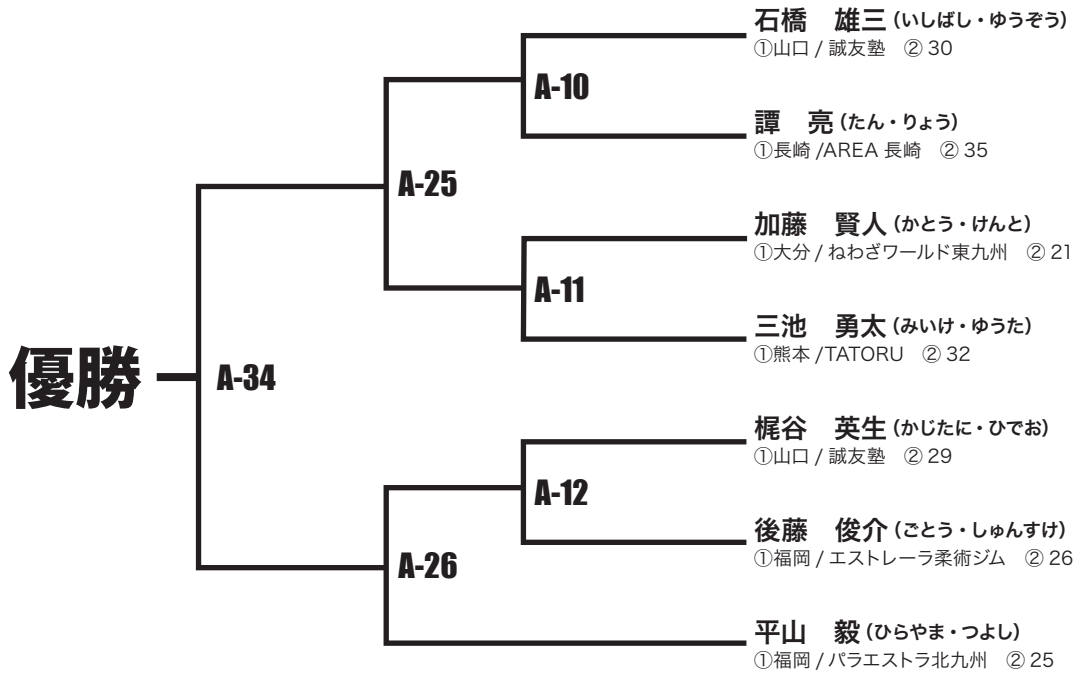 石橋　雄三（いしばし・ゆうぞう）
①山口 / 誠友塾　② 30
A-10
譚　亮（たん・りょう）
①長崎 /AREA 長崎　② 35
A-25
加藤　賢人（かとう・けんと）
①大分 / ねわざワールド東九州　② 21
A-11
三池　勇太（みいけ・ゆうた）
①熊本 /TATORU　② 32
優勝
A-34
梶谷　英生（かじたに・ひでお）
①山口 / 誠友塾　② 29
A-12
後藤　俊介（ごとう・しゅんすけ）
①福岡 / エストレーラ柔術ジム　② 26
A-26
平山　毅（ひらやま・つよし）
①福岡 / パラエストラ北九州　② 25